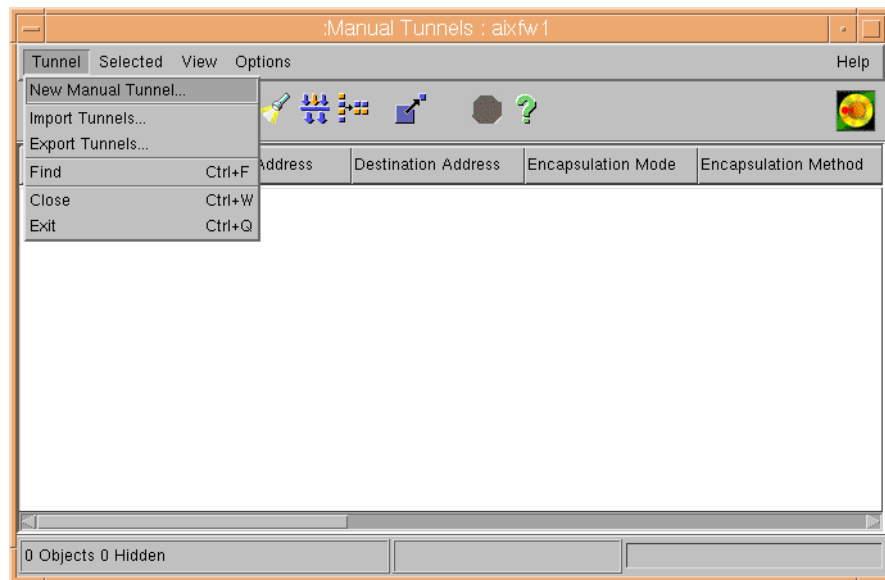 :Manual Tunnels : aixfw1
Tunnel Selected View Options Help
New Manual Tunnel...
Import Tunnels...
Export Tunnels...
Find Ctrl+F
Close Ctrl+W
Exit Ctrl+Q
Address Destination Address Encapsulation Mode Encapsulation Method
0 Objects 0 Hidden